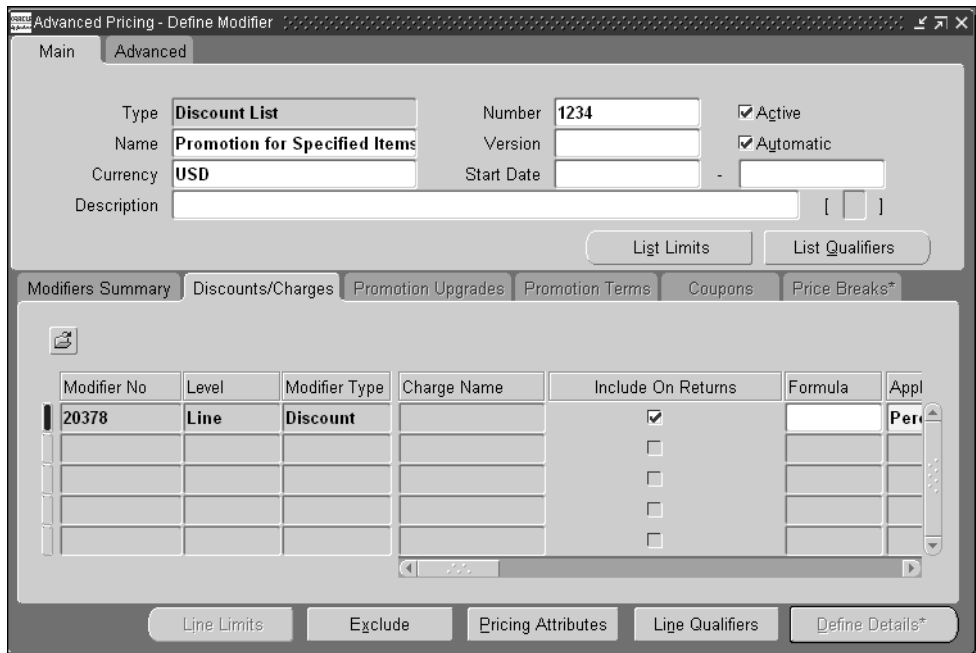 Advanced Pricing - Define Modifier
Main Advanced
Type Discount List Number 1234 Active
Name Promotion for Specified Items Version Automatic
Currency USD Start Date -
Description [ ]
List Limits List Qualifiers
Modifiers Summary Discounts/Charges Promotion Upgrades Promotion Terms Coupons Price Breaks*
Modifier No Level Modifier Type Charge Name Include On Returns Formula Appl
20378 Line Discount Per
Line Limits Exclude Pricing Attributes Line Qualifiers Define Details*